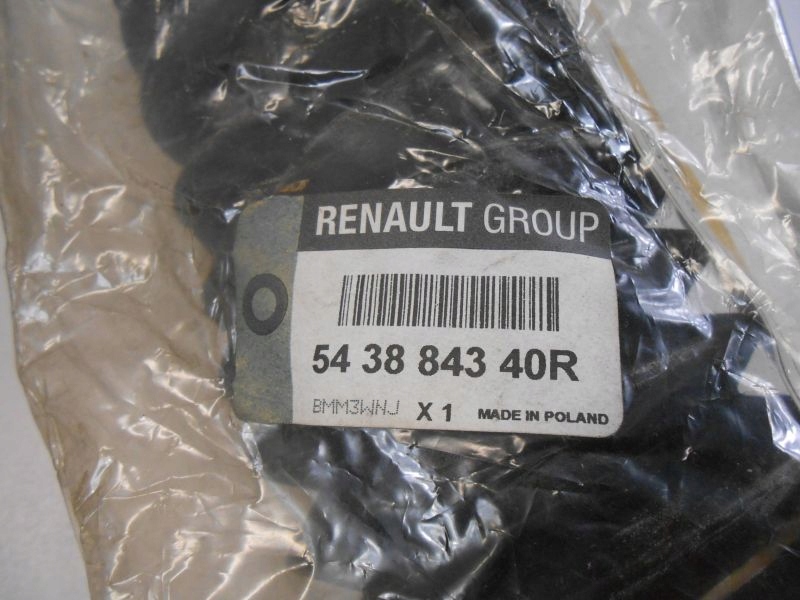 RENAULT GROUP
O
54 38 843 40R
BMM3WNJ X 1 MADE IN POLAND